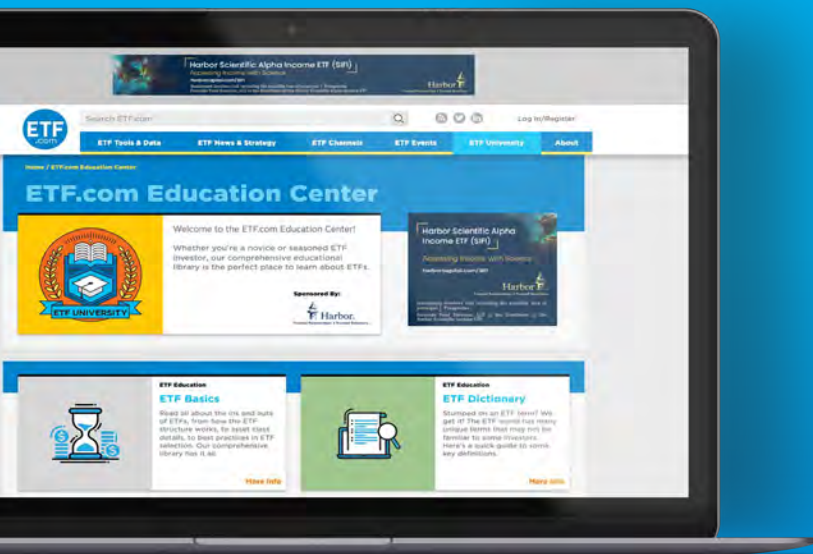 Harbor Scientific Alpha Income ETF (SIFI)
Accessing Income with Science
harborcapital.com/SIFI
Harbor
ETF
.com
Search ETF.com
Log In/Register
ETF Tools & Data
ETF News & Strategy
ETF Channels
ETF Events
ETF University
About
Home / ETF.com Education Center
ETF.com Education Center
ETF UNIVERSITY
Welcome to the ETF.com Education Center!
Whether you're a novice or seasoned ETF
investor, our comprehensive educational
library is the perfect place to learn about ETFs.
Sponsored By:
Harbor.
Harbor Scientific Alpha
Income ETF (SIFI)
Accessing Income with Science
harborcapital.com/SIFI
Harbor
ETF Education
ETF Basics
Read all about the ins and outs
of ETFs, from how the ETF
structure works, to asset class
details, to best practices in ETF
selection. Our comprehensive
library has it all.
More Info
ETF Education
ETF Dictionary
Stumped on an ETF term? We
get it! The ETF world has many
unique terms that may not be
familiar to some investors.
Here's a quick guide to some
key definitions.
More Info